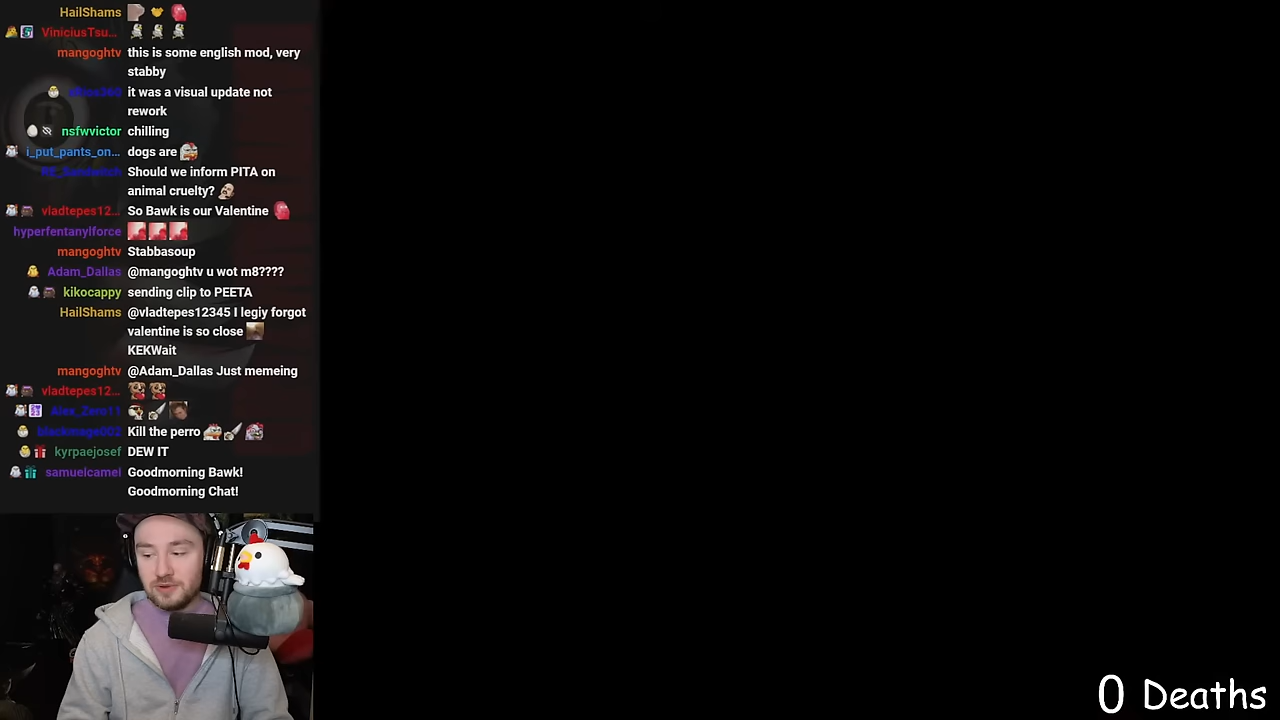 HailShams
ViniciusTsu...
mangoghtv this is some english mod, very
stabby
it was a visual update not
rework
nsfwvictor chilling
i_put_pants_on... dogs are
Should we inform PITA on
animal cruelty?
vladtepes12... So Bawk is our Valentine
hyperfentanylforce
mangoghtv Stabbasoup
Adam_Dallas @mangoghtv u wot m8????
kikocappy sending clip to PEETA
HailShams @vladtepes12345 I legiy forgot
valentine is so close
KEKWait
mangoghtv @Adam_Dallas Just memeing
vladtepes12...
Alex_Zero11
blackmage002 Kill the perro
kyrpaejosef DEW IT
samuelcamel Goodmorning Bawk!
Goodmorning Chat!
0 Deaths